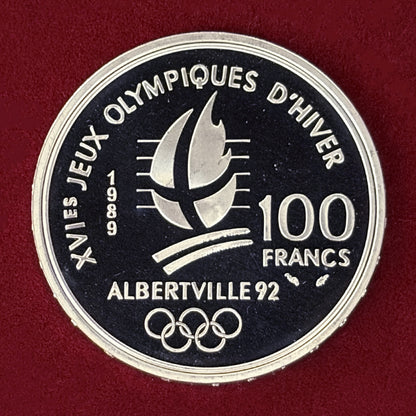 XVIes JEUX OLYMPIQUES D'HIVER
1989
100
FRANCS
ALBERTVILLE 92